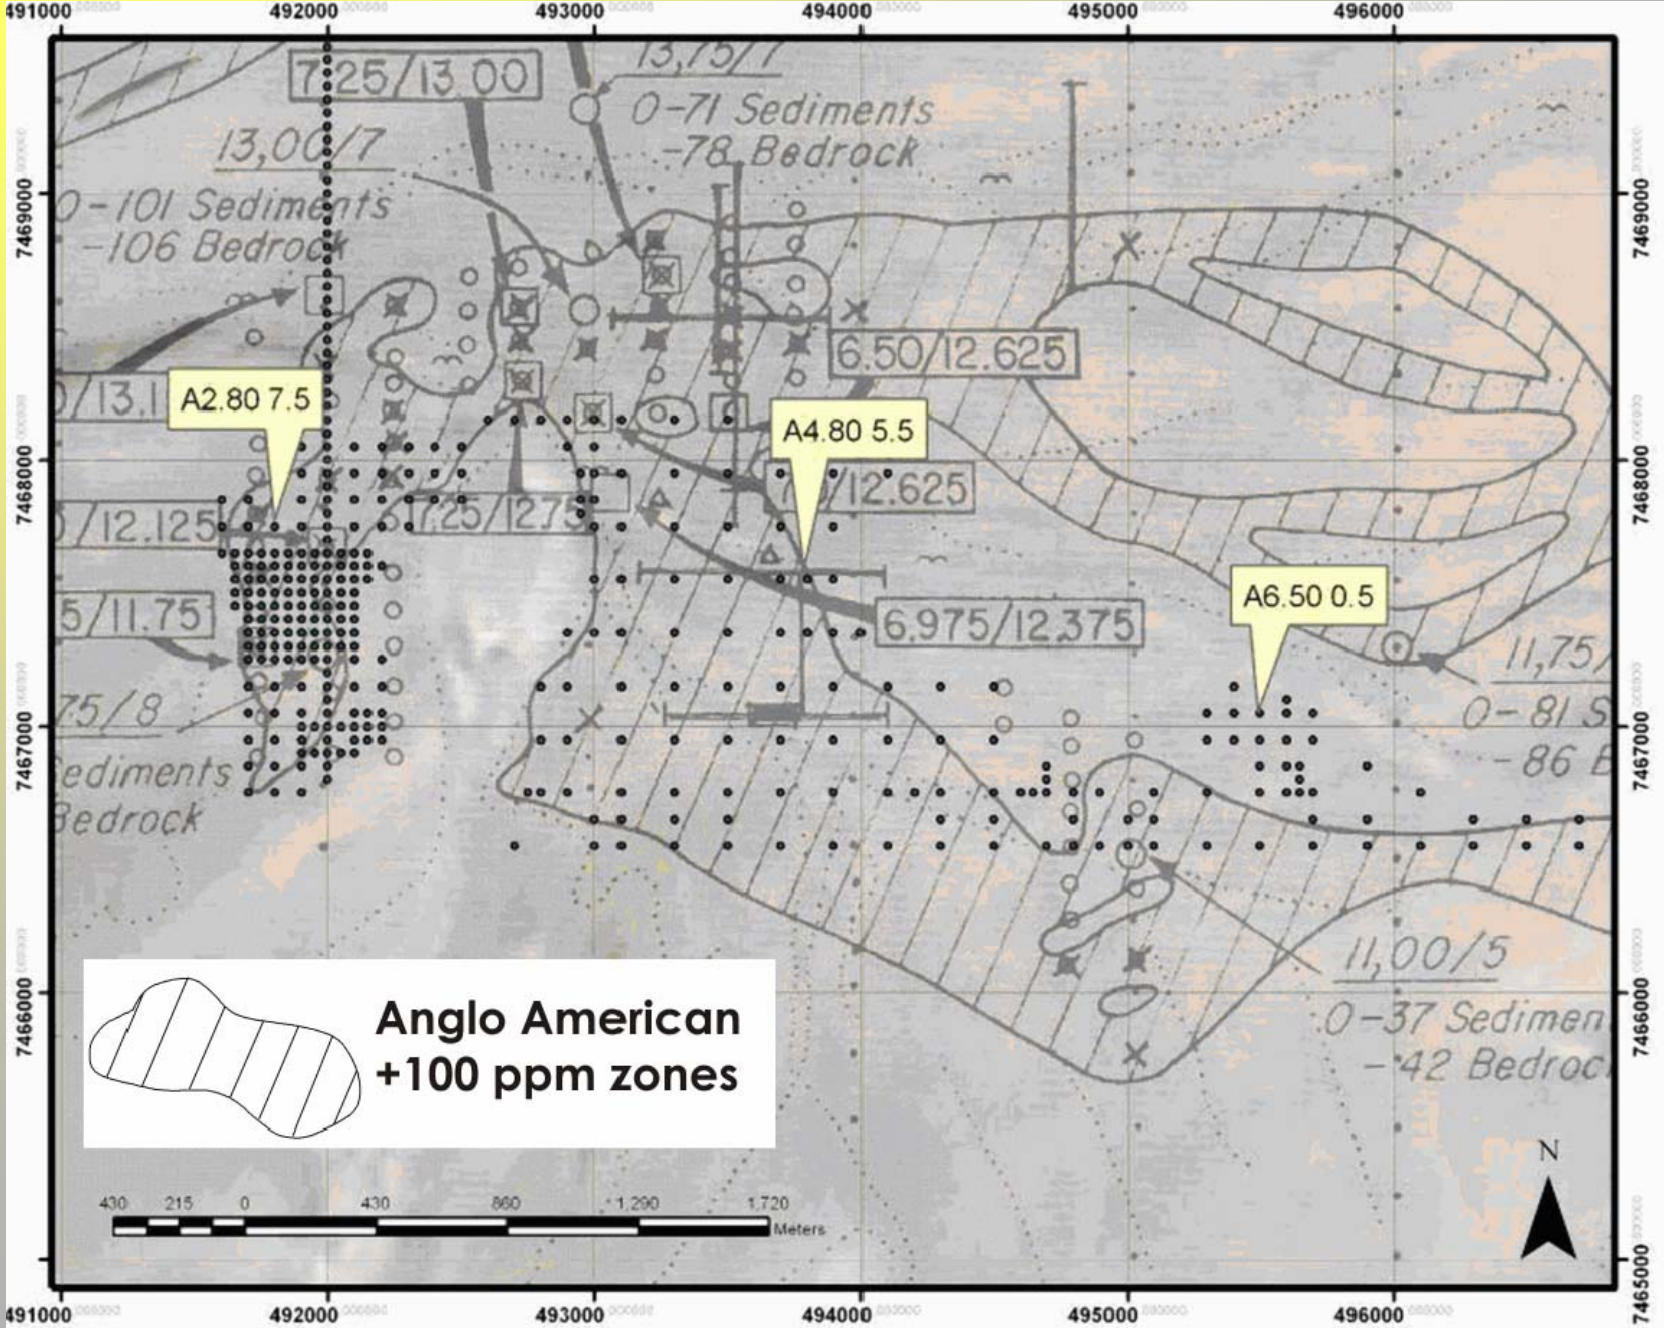 491000 492000 493000 494000 495000 496000
7.25/13.00
13,75/7
0-71 Sediments
-78 Bedrock
13,00/7
0-101 Sediments
-106 Bedrock
7469000
7469000
6.50/12.625
/13.1
A2.80 7.5
A4.80 5.5
7468000
7468000
/12.625
/12.125
7.25/12.75
A6.50 0.5
5/11.75
6.975/12.375
11,75/
75/8
0-81 S
-86 B
7467000
7467000
ediments
Bedrock
11,00/5
0-37 Sedimen
-42 Bedroc
7466000
7466000
Anglo American
+100 ppm zones
N
430 215 0 430 860 1,290 1,720
Meters
7465000
491000 492000 493000 494000 495000 496000